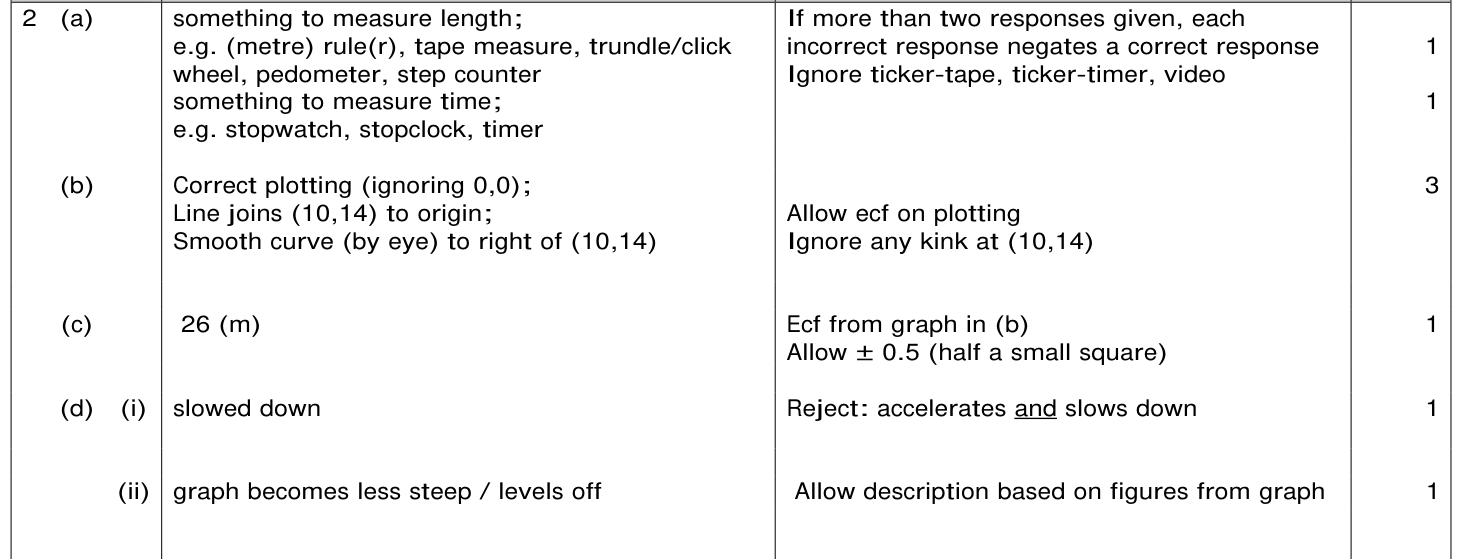 2 (a) something to measure length; If more than two responses given, each
e.g. (metre) rule(r), tape measure, trundle/click incorrect response negates a correct response 1
wheel, pedometer, step counter Ignore ticker-tape, ticker-timer, video
something to measure time; 1
e.g. stopwatch, stopclock, timer
(b) Correct plotting (ignoring 0,0); 3
Line joins (10,14) to origin; Allow ecf on plotting
Smooth curve (by eye) to right of (10,14) Ignore any kink at (10,14)
(c) 26 (m) Ecf from graph in (b) 1
Allow ± 0.5 (half a small square)
(d) (i) slowed down Reject: accelerates and slows down 1
(ii) graph becomes less steep / levels off Allow description based on figures from graph 1